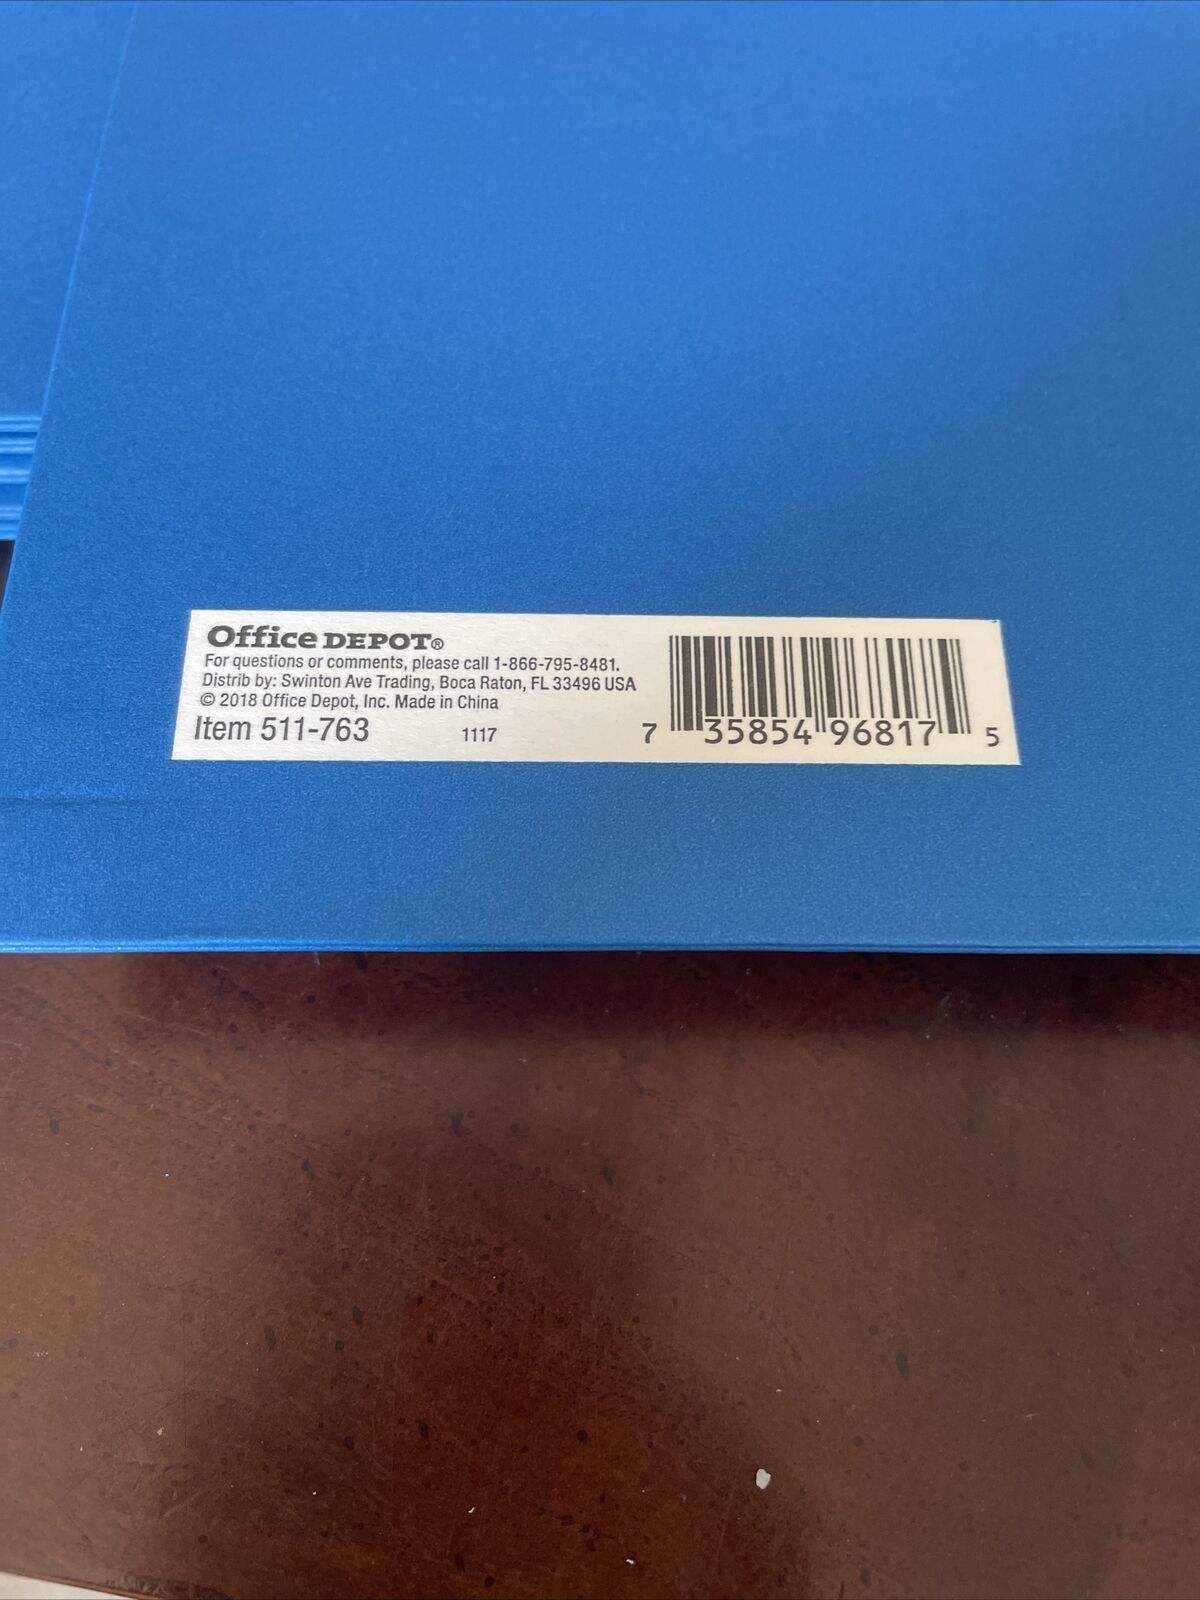 Office DEPOT®
For questions or comments, please call 1-866-795-8481.
Distrib by: Swinton Ave Trading, Boca Raton, FL 33496 USA
© 2018 Office Depot, Inc. Made in China
Item 511-763 1117
7 35854 96817 5